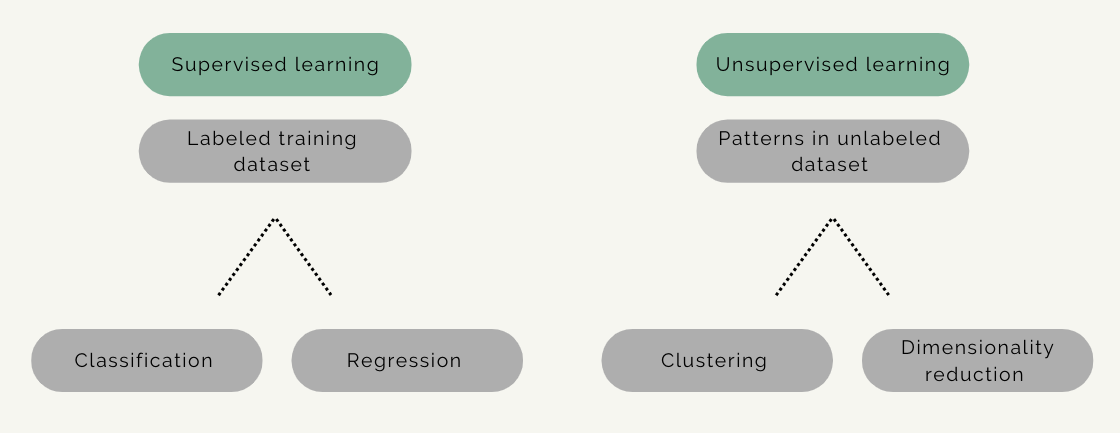 Supervised learning
Labeled training
dataset
Classification
Regression
Unsupervised learning
Patterns in unlabeled
dataset
Clustering
Dimensionality
reduction